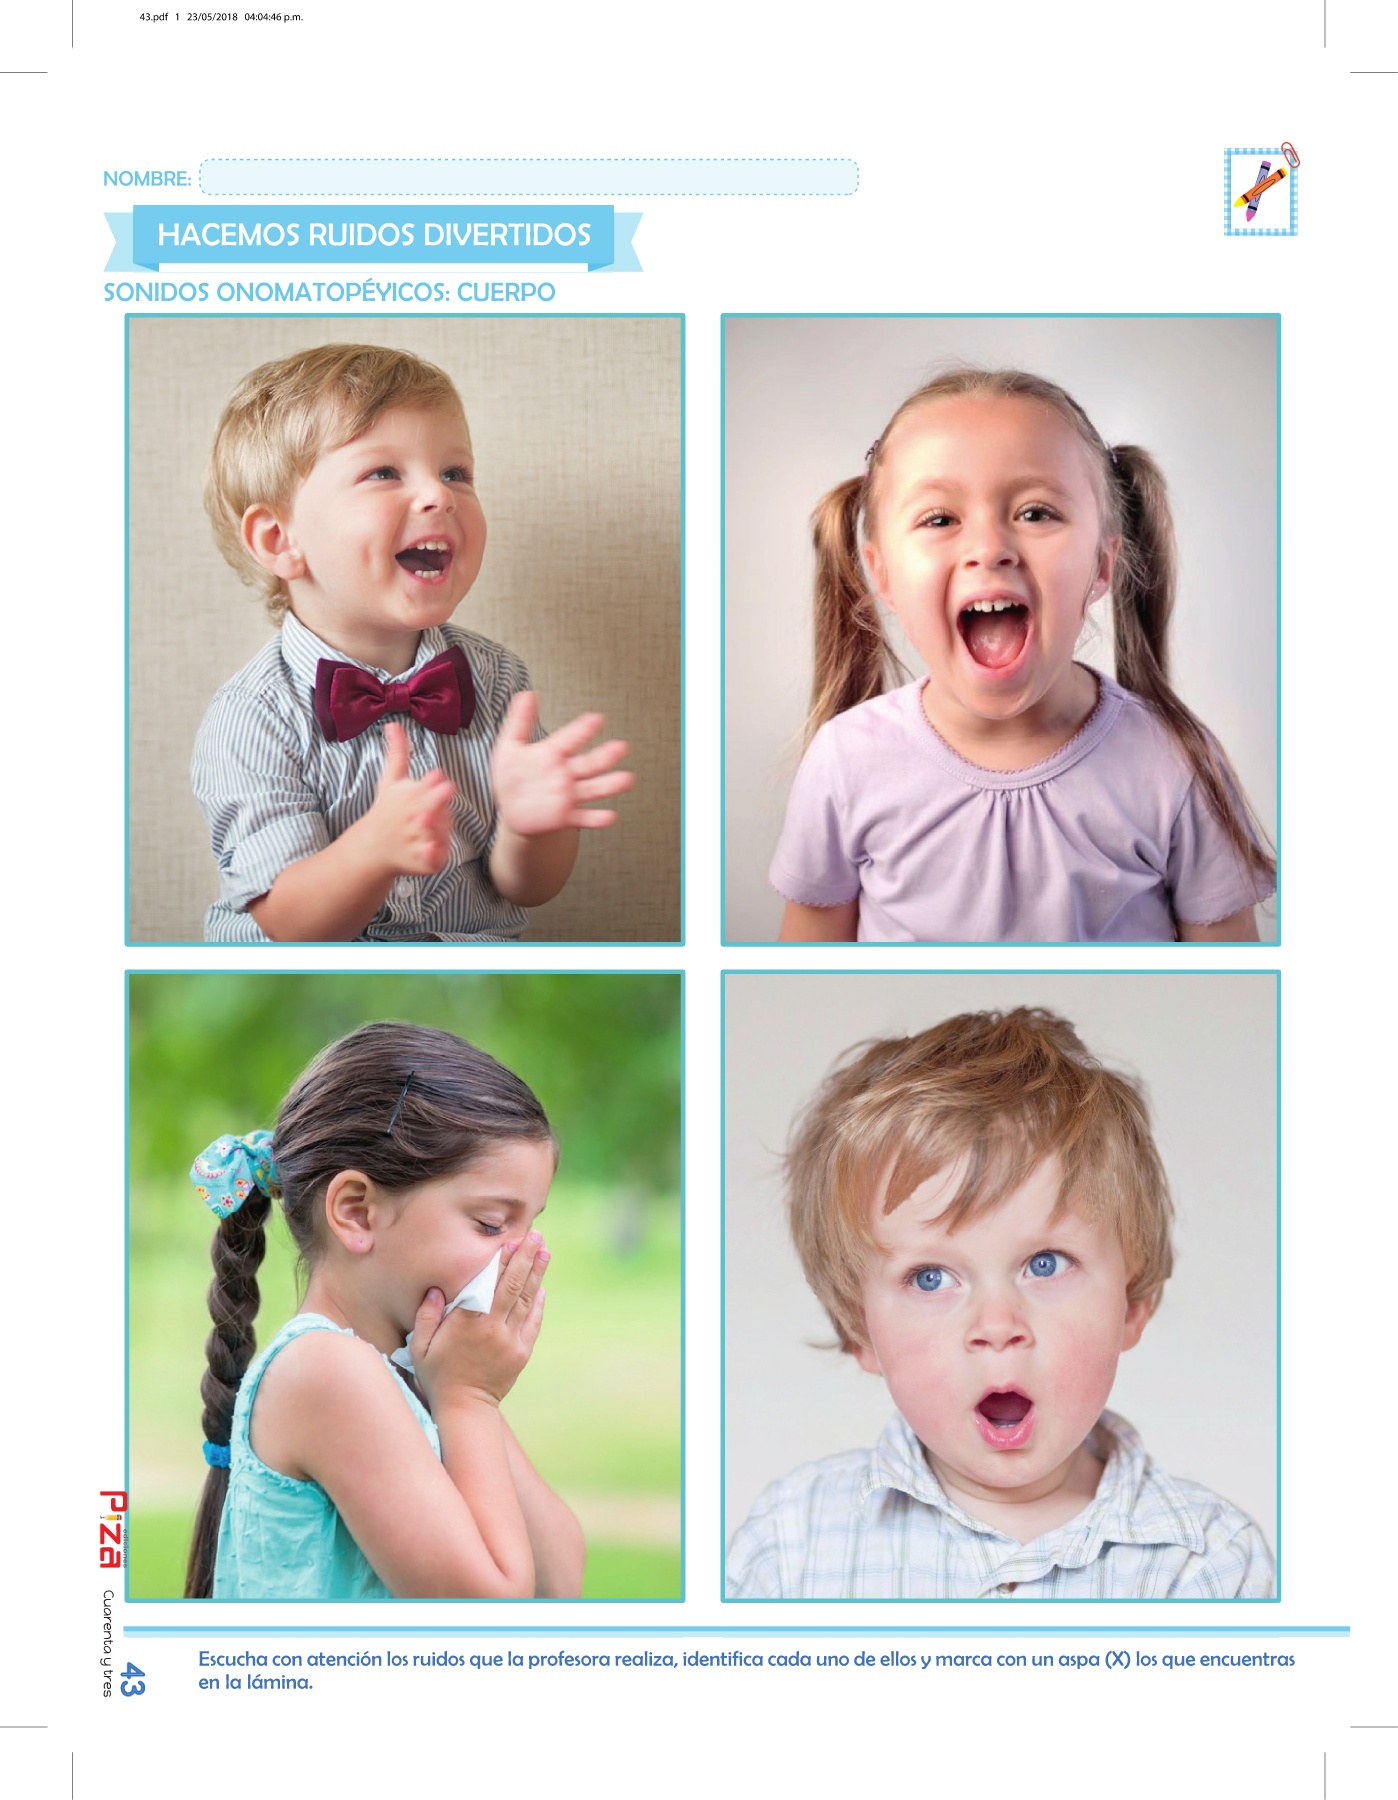 43.pdf 1 23/05/2018 04:04:46 p.m.
NOMBRE:
HACEMOS RUIDOS DIVERTIDOS
SONIDOS ONOMATOPÉYICOS: CUERPO
Piza
ediciones
Cuarenta y tres
43
Escucha con atención los ruidos que la profesora realiza, identifica cada uno de ellos y marca con un aspa (X) los que encuentras
en la lámina.